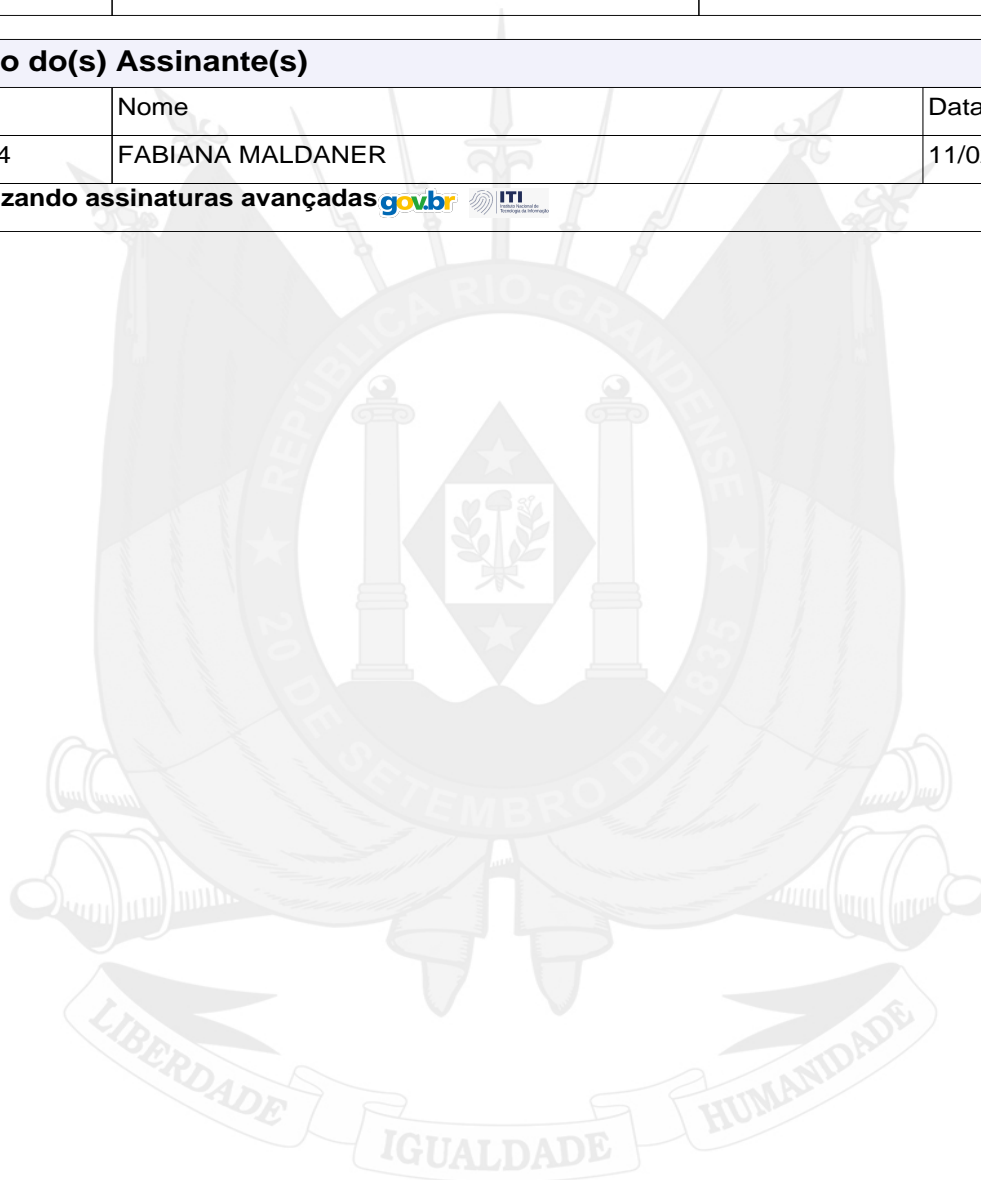 o do(s) Assinante(s)
Nome Data
4 FABIANA MALDANER 11/0
zando assinaturas avançadas gov.br ITI
REPÚBLICA RIO-GRANDENSE
20 DE SETEMBRO DE 1835
LIBERDADE IGUALDADE HUMANIDADE